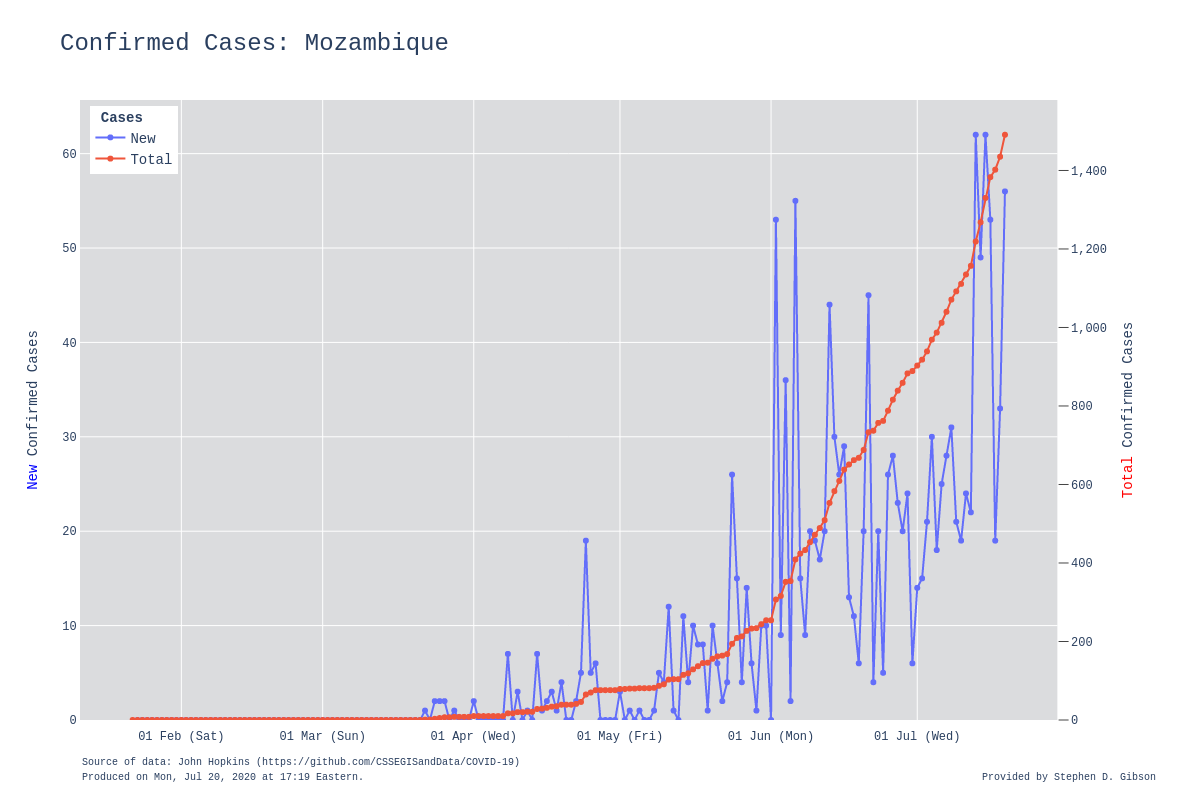 Confirmed Cases: Mozambique
Cases
New
Total
60
50
40
30
20
10
0
New Confirmed Cases
1,400
1,200
1,000
800
600
400
200
0
Total Confirmed Cases
01 Feb (Sat)
01 Mar (Sun)
01 Apr (Wed)
01 May (Fri)
01 Jun (Mon)
01 Jul (Wed)
Source of data: John Hopkins (https://github.com/CSSEGISandData/COVID-19)
Produced on Mon, Jul 20, 2020 at 17:19 Eastern.
Provided by Stephen D. Gibson